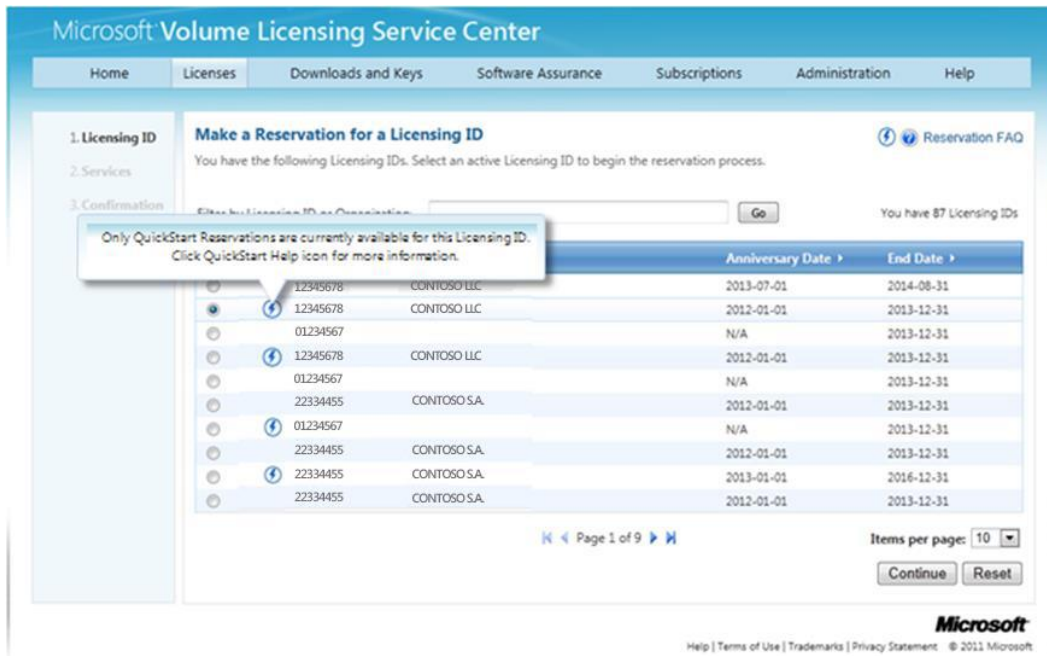 Microsoft Volume Licensing Service Center
Home Licenses Downloads and Keys Software Assurance Subscriptions Administration Help
1. Licensing ID
2. Services
3. Confirmation
Make a Reservation for a Licensing ID
Reservation FAQ
You have the following Licensing IDs. Select an active Licensing ID to begin the reservation process.
Filter by Licensing ID or Organization: Go You have 87 Licensing IDs
Only QuickStart Reservations are currently available for this Licensing ID.
Click QuickStart Help icon for more information.
Anniversary Date End Date
12345678 CONTOSO LLC 2013-07-01 2014-08-31
12345678 CONTOSO LLC 2012-01-01 2013-12-31
01234567 N/A 2013-12-31
12345678 CONTOSO LLC 2012-01-01 2013-12-31
01234567 N/A 2013-12-31
22334455 CONTOSO S.A. 2012-01-01 2013-12-31
01234567 N/A 2013-12-31
22334455 CONTOSO S.A. 2012-01-01 2013-12-31
22334455 CONTOSO S.A. 2013-01-01 2016-12-31
22334455 CONTOSO S.A. 2012-01-01 2013-12-31
Page 1 of 9 Items per page: 10
Continue Reset
Microsoft
Help | Terms of Use | Trademarks | Privacy Statement © 2011 Microsoft